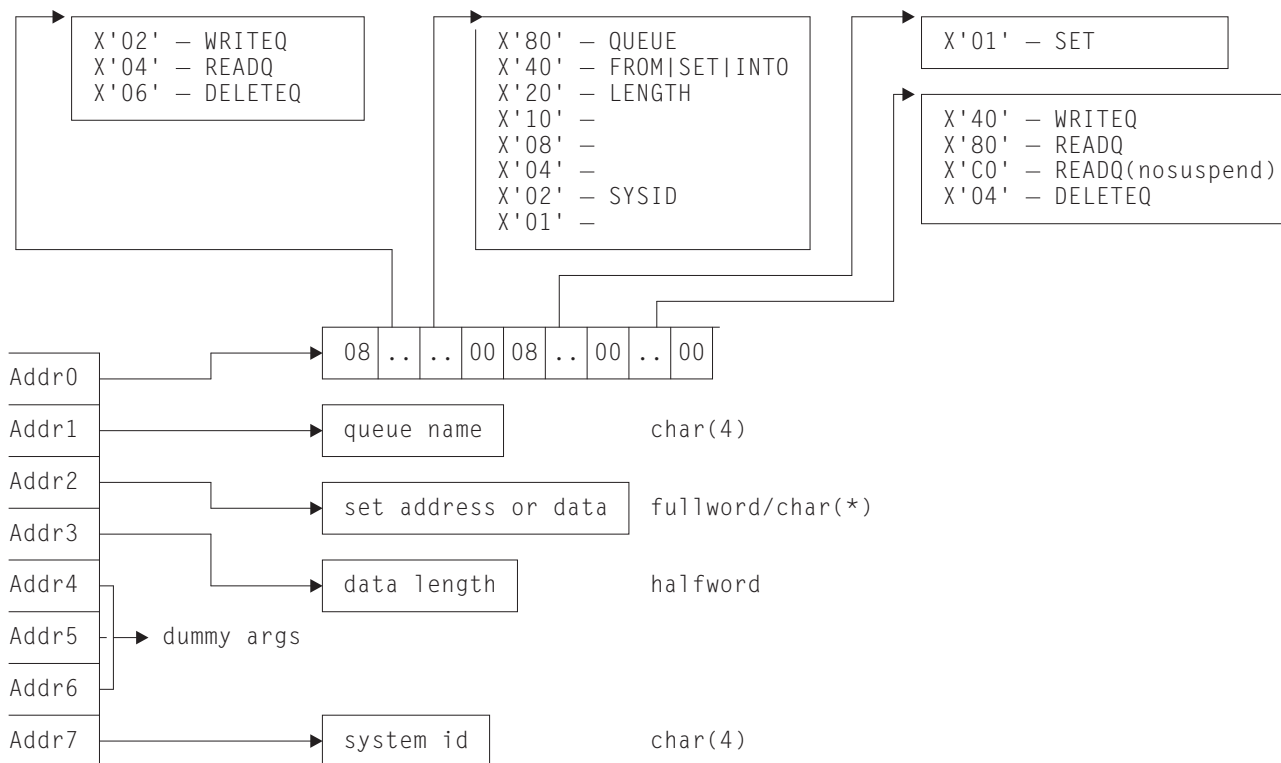 X'02' – WRITEQ
X'04' – READQ
X'06' – DELETEQ
X'80' – QUEUE
X'40' – FROM|SET|INTO
X'20' – LENGTH
X'10' –
X'08' –
X'04' –
X'02' – SYSID
X'01' –
X'01' – SET
X'40' – WRITEQ
X'80' – READQ
X'C0' – READQ(nosuspend)
X'04' – DELETEQ
08 .. .. 00 08 .. 00 .. 00
Addr0
Addr1 queue name char(4)
Addr2 set address or data fullword/char(*)
Addr3
Addr4 data length halfword
Addr5 dummy args
Addr6
Addr7 system id char(4)